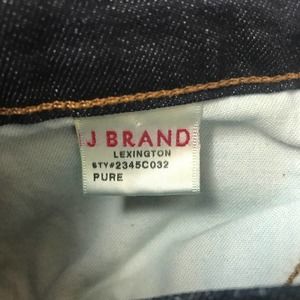 J BRAND
LEXINGTON
STY#2345C032
PURE